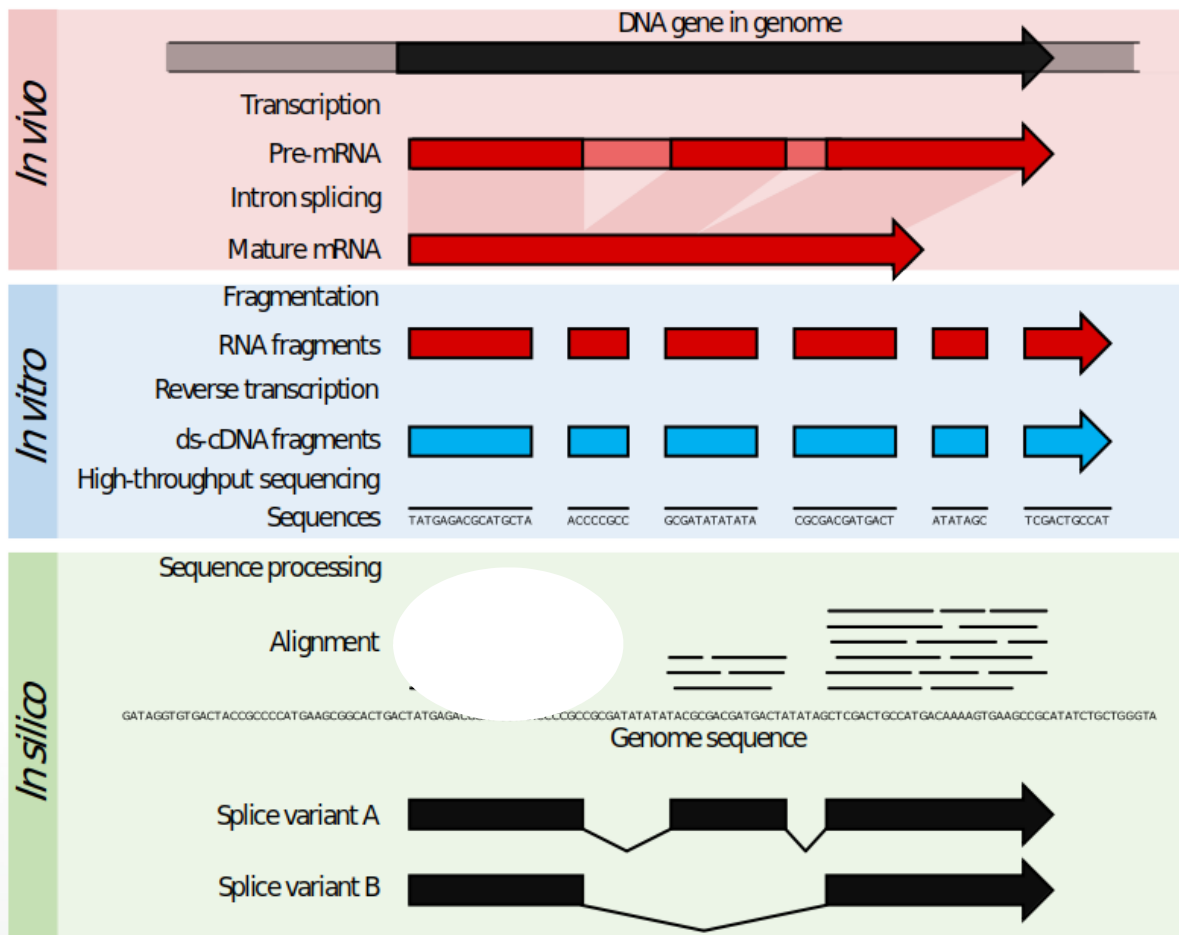 In vivo
DNA gene in genome
Transcription
Pre-mRNA
Intron splicing
Mature mRNA
In vitro
Fragmentation
RNA fragments
Reverse transcription
ds-cDNA fragments
High-throughput sequencing
Sequences TATGAGACGCATGCTA ACCCCGCC GCGATATATATA CGCGACGATGACT ATATAGC TCGACTGCCAT
In silico
Sequence processing
Alignment
GATAGGTGTGACTACCGCCCCATGAAGCGGCACTGACTATGAGAC CCCGCCGCGATATATATACGCGACGATGACTATATAGCTCGACTGCCATGACAAAAGTGAAGCCGCATATCTGCTGGGTA
Genome sequence
Splice variant A
Splice variant B